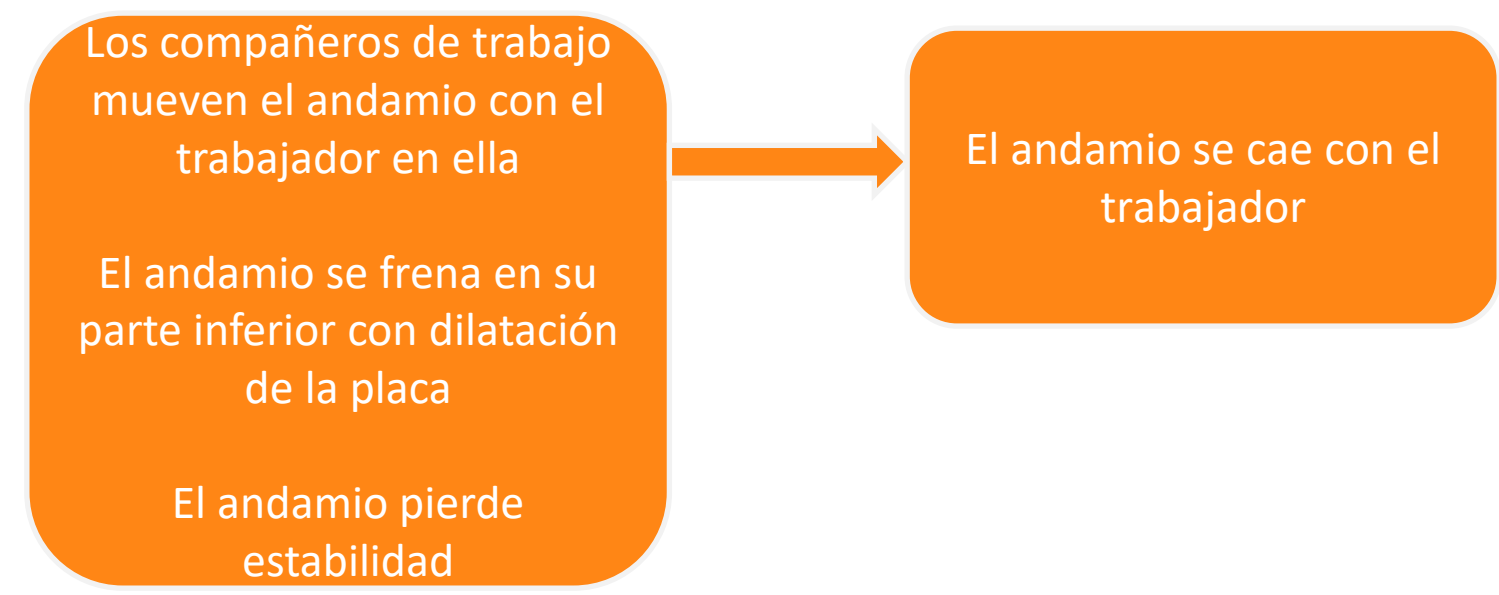 Los compañeros de trabajo
mueven el andamio con el
trabajador en ella
El andamio se frena en su
parte inferior con dilatación
de la placa
El andamio pierde
estabilidad
El andamio se cae con el
trabajador